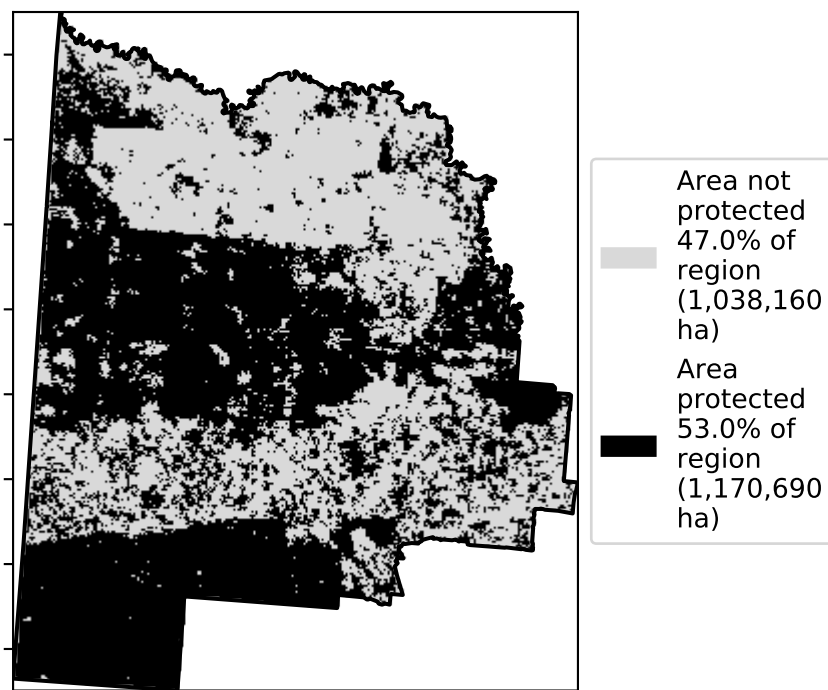 Area not
protected
47.0% of
region
(1,038,160
ha)
Area
protected
53.0% of
region
(1,170,690
ha)